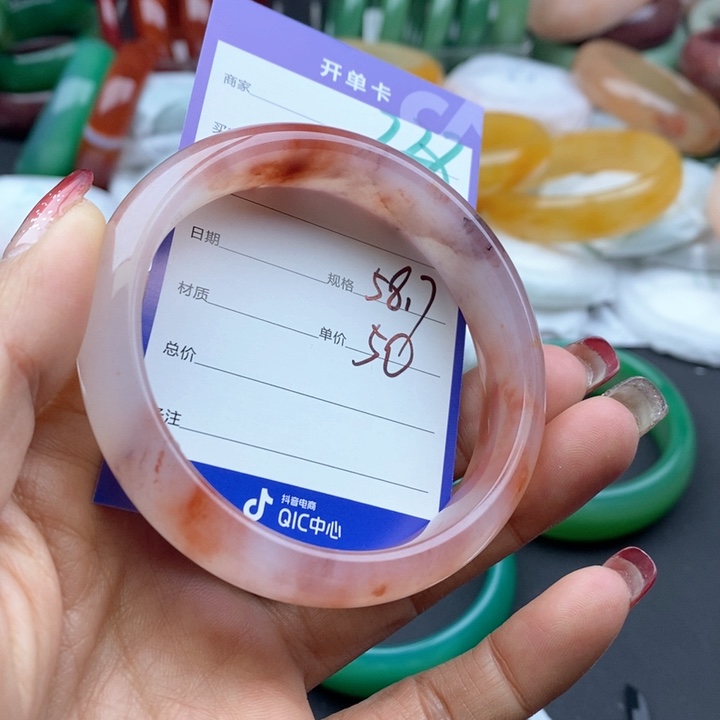 开单卡
商家
日期
规格 58.7
材质
单价 50
总价
注
抖音电商
QIC中心